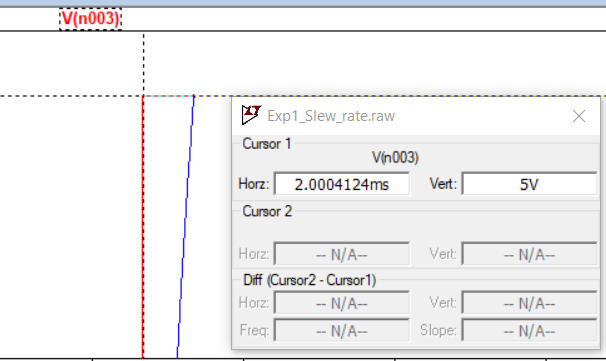 V(n003)
Exp1_Slew_rate.raw
Cursor 1
V(n003)
Horz: 2.0004124ms Vert: 5V
Cursor 2
Horz: -- N/A-- Vert: -- N/A--
Diff (Cursor2 - Cursor1)
Horz: -- N/A-- Vert: -- N/A--
Freq: -- N/A-- Slope: -- N/A--